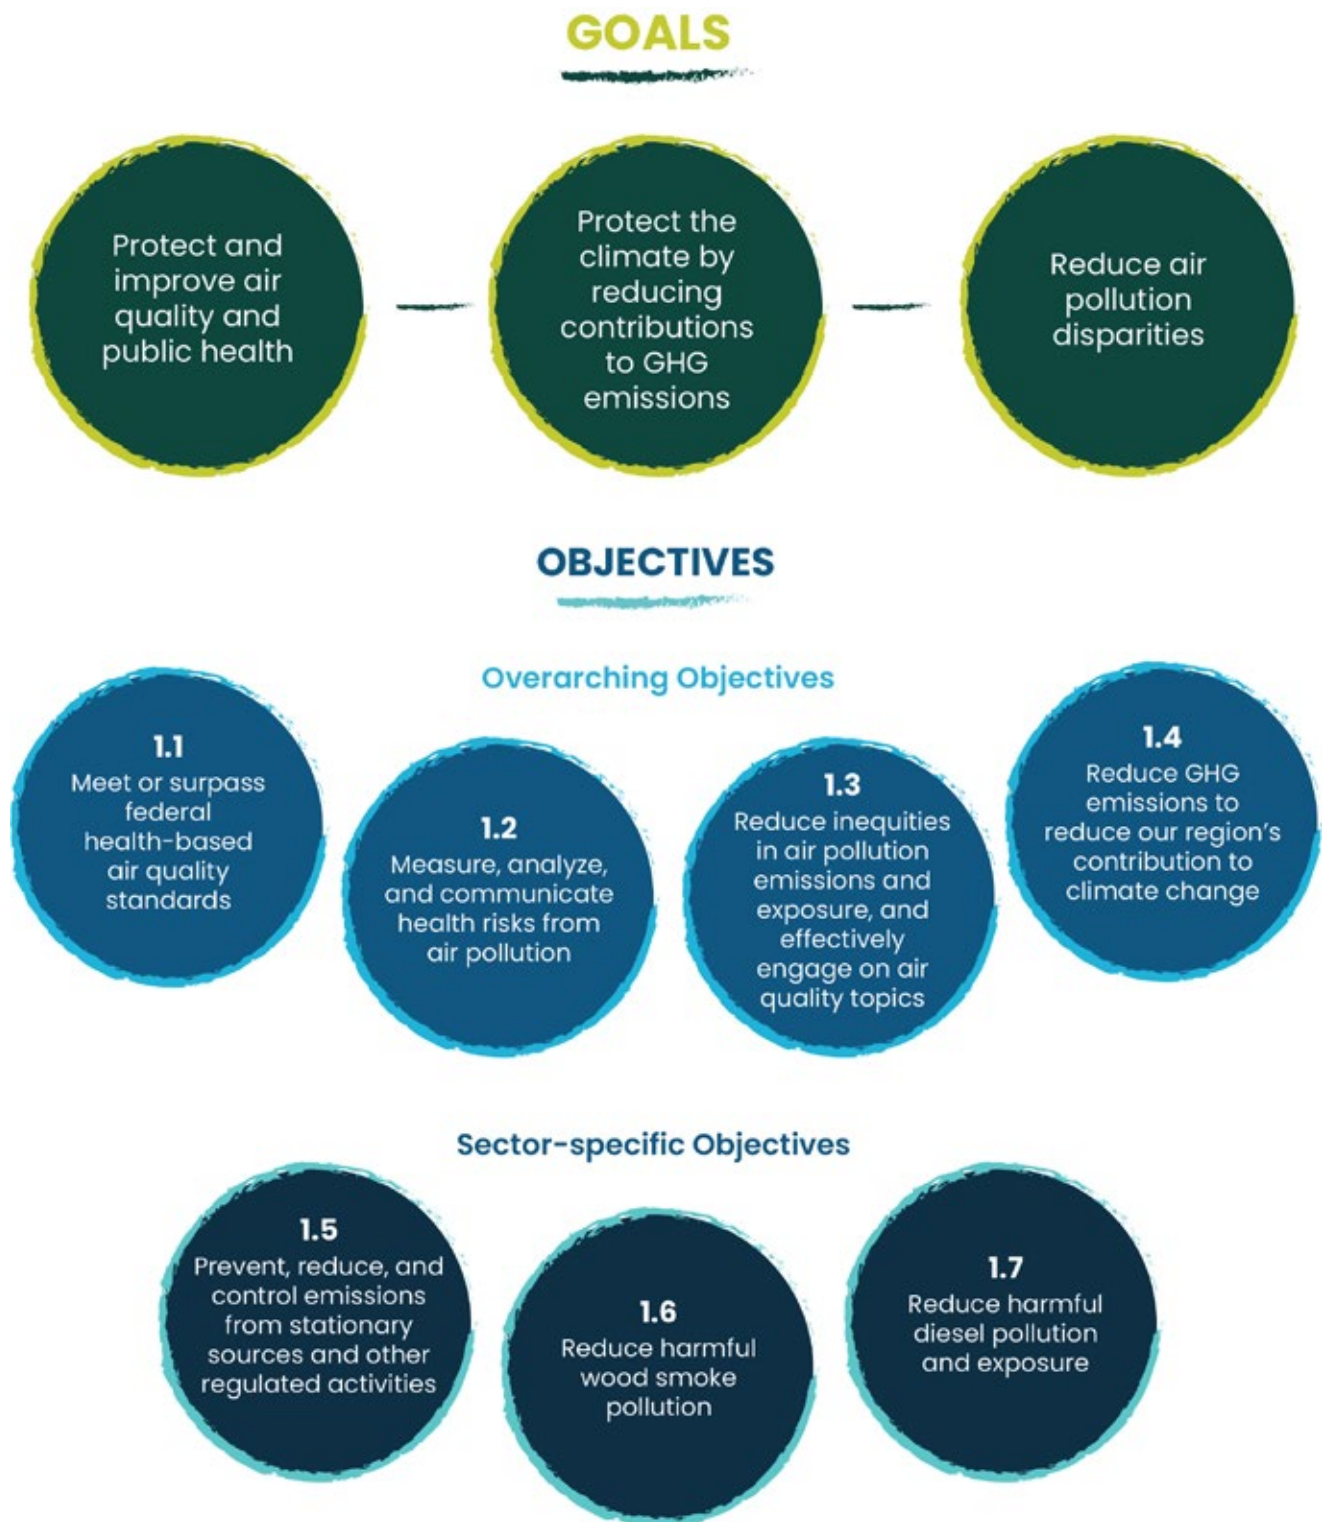 GOALS
Protect and
improve air
quality and
public health
Protect the
climate by
reducing
contributions
to GHG
emissions
Reduce air
pollution
disparities
OBJECTIVES
Overarching Objectives
1.1
Meet or surpass
federal
health-based
air quality
standards
1.2
Measure, analyze,
and communicate
health risks from
air pollution
1.3
Reduce inequities
in air pollution
emissions and
exposure, and
effectively
engage on air
quality topics
1.4
Reduce GHG
emissions to
reduce our region's
contribution to
climate change
Sector-specific Objectives
1.5
Prevent, reduce, and
control emissions
from stationary
sources and other
regulated activities
1.6
Reduce harmful
wood smoke
pollution
1.7
Reduce harmful
diesel pollution
and exposure